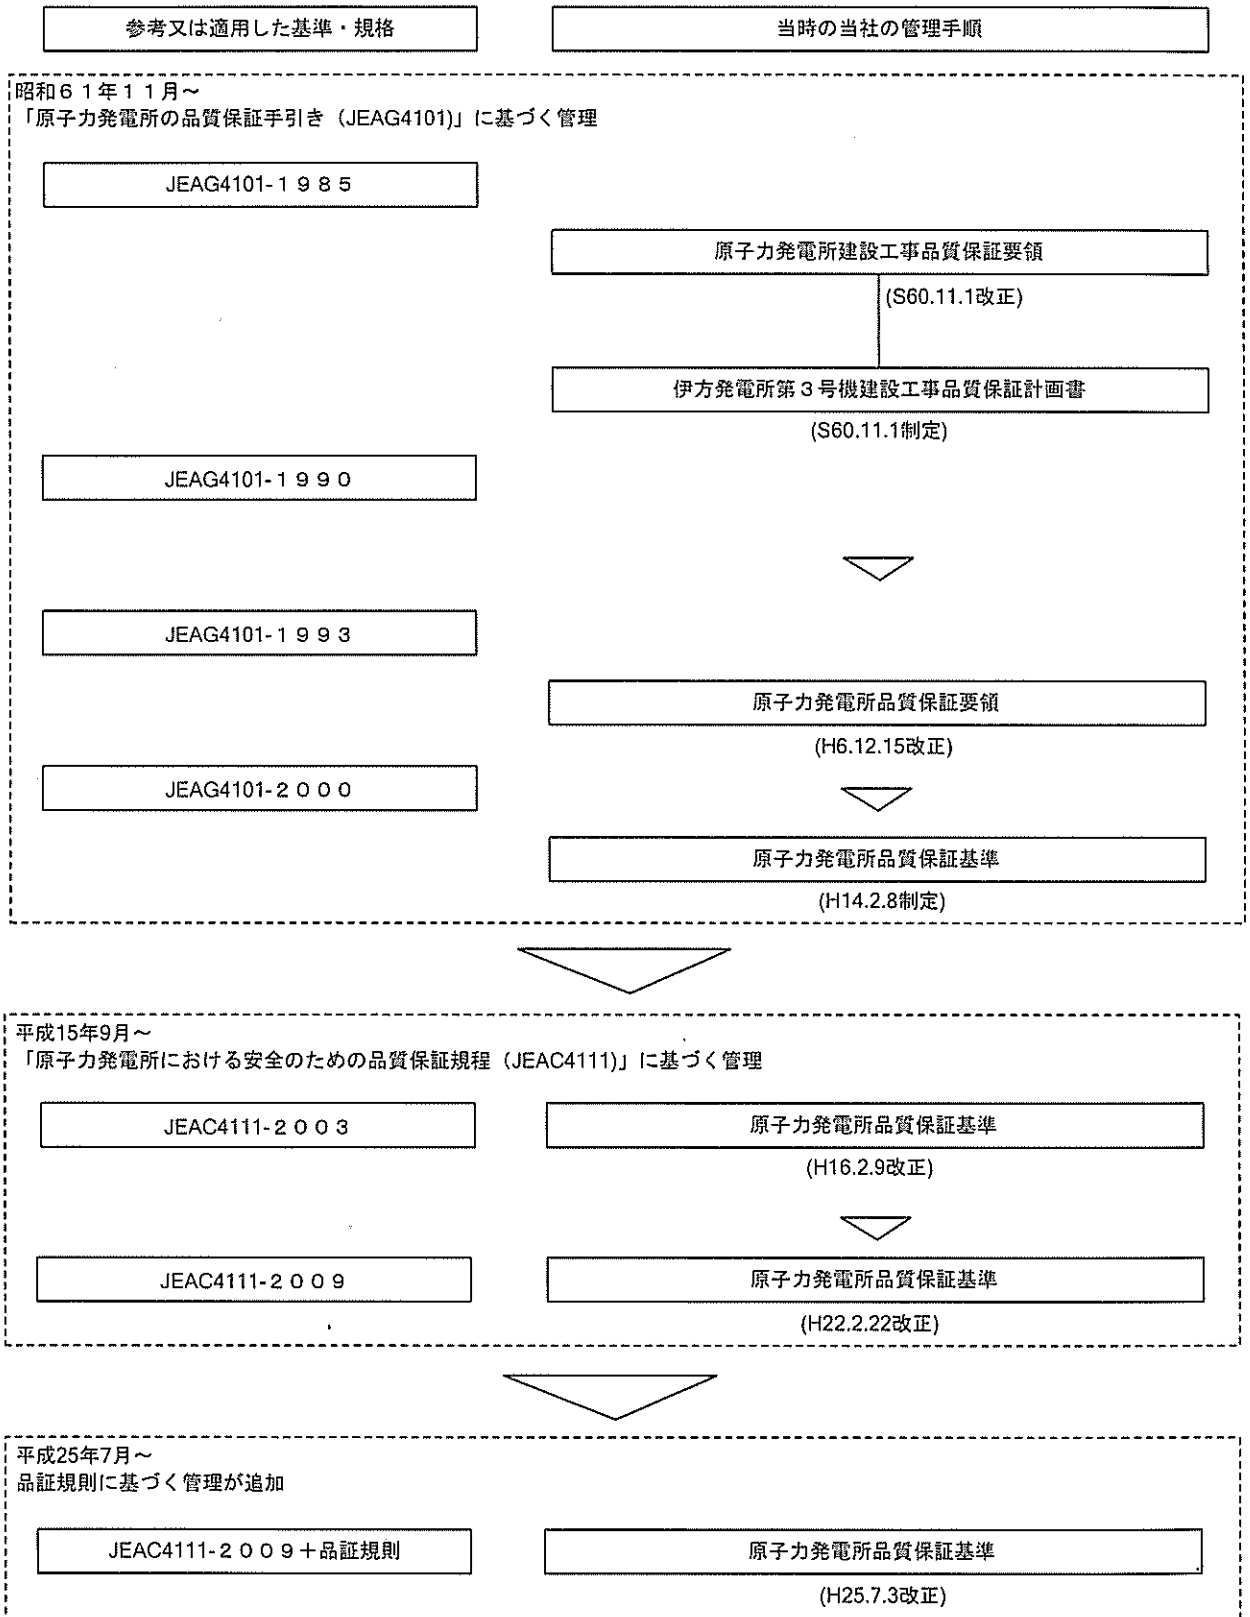 参考又は適用した基準・規格
当時の当社の管理手順
昭和61年11月～
「原子力発電所の品質保証手引き（JEAG4101)」に基づく管理
JEAG4101-１９８５
原子力発電所建設工事品質保証要領
(S60.11.1改正)
伊方発電所第３号機建設工事品質保証計画書
(S60.11.1制定)
JEAG4101-１９９０
JEAG4101-１９９３
原子力発電所品質保証要領
(H6.12.15改正)
JEAG4101-２０００
原子力発電所品質保証基準
(H14.2.8制定)
平成15年9月～
「原子力発電所における安全のための品質保証規程（JEAC4111)」に基づく管理
JEAC4111-２００３
原子力発電所品質保証基準
(H16.2.9改正)
JEAC4111-２００９
原子力発電所品質保証基準
(H22.2.22改正)
平成25年7月～
品証規則に基づく管理が追加
JEAC4111-２００９＋品証規則
原子力発電所品質保証基準
(H25.7.3改正)